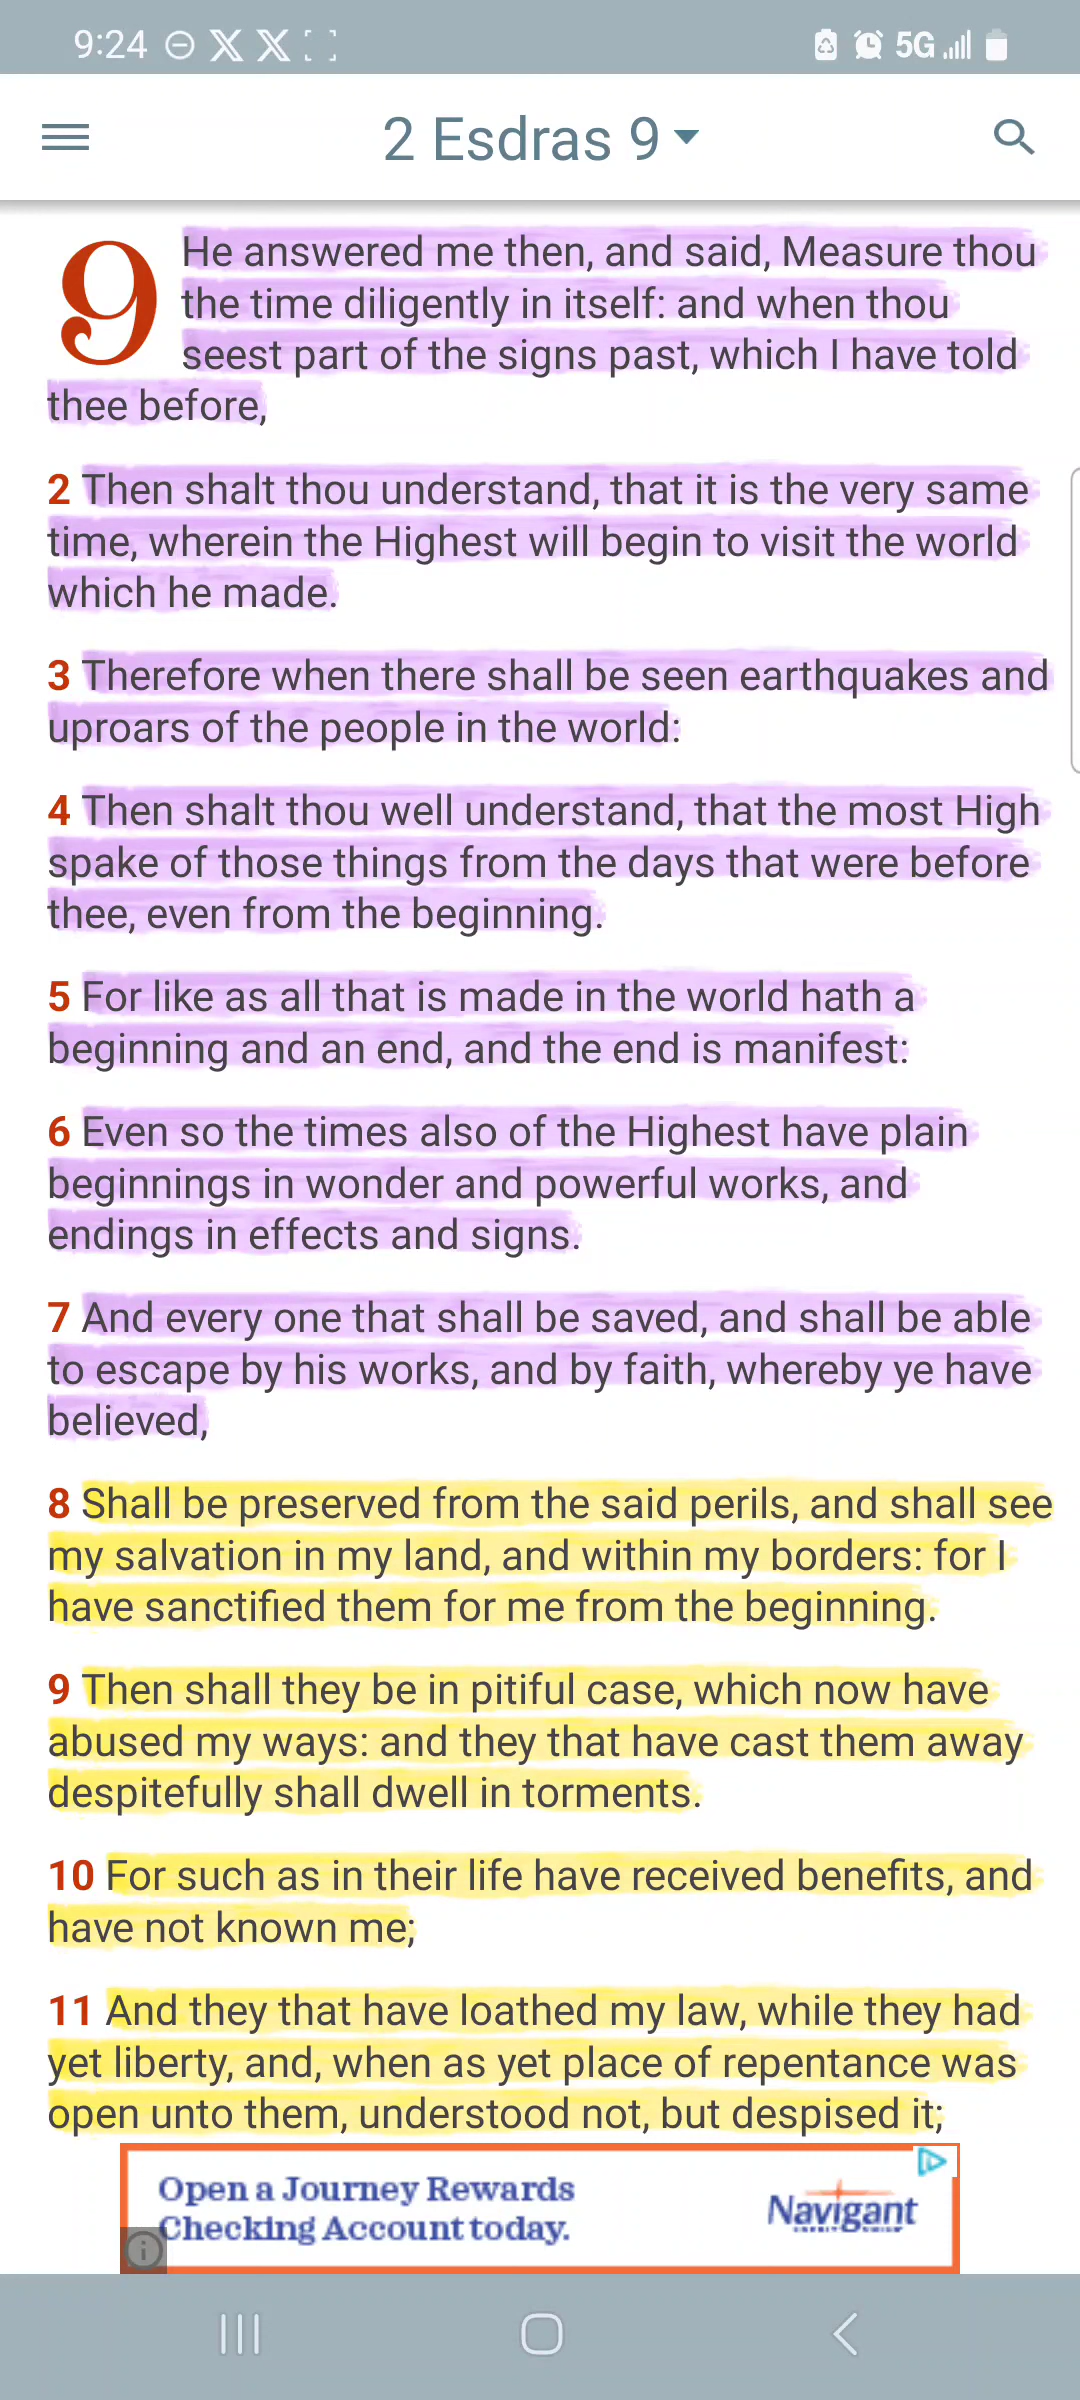 9:24
5G
2 Esdras 9
9 He answered me then, and said, Measure thou
the time diligently in itself: and when thou
seest part of the signs past, which I have told
thee before,
2 Then shalt thou understand, that it is the very same
time, wherein the Highest will begin to visit the world
which he made.
3 Therefore when there shall be seen earthquakes and
uproars of the people in the world:
4 Then shalt thou well understand, that the most High
spake of those things from the days that were before
thee, even from the beginning.
5 For like as all that is made in the world hath a
beginning and an end, and the end is manifest:
6 Even so the times also of the Highest have plain
beginnings in wonder and powerful works, and
endings in effects and signs.
7 And every one that shall be saved, and shall be able
to escape by his works, and by faith, whereby ye have
believed,
8 Shall be preserved from the said perils, and shall see
my salvation in my land, and within my borders: for I
have sanctified them for me from the beginning.
9 Then shall they be in pitiful case, which now have
abused my ways: and they that have cast them away
despitefully shall dwell in torments.
10 For such as in their life have received benefits, and
have not known me;
11 And they that have loathed my law, while they had
yet liberty, and, when as yet place of repentance was
open unto them, understood not, but despised it;
Open a Journey Rewards
Checking Account today.
Navigant
CREDIT UNION